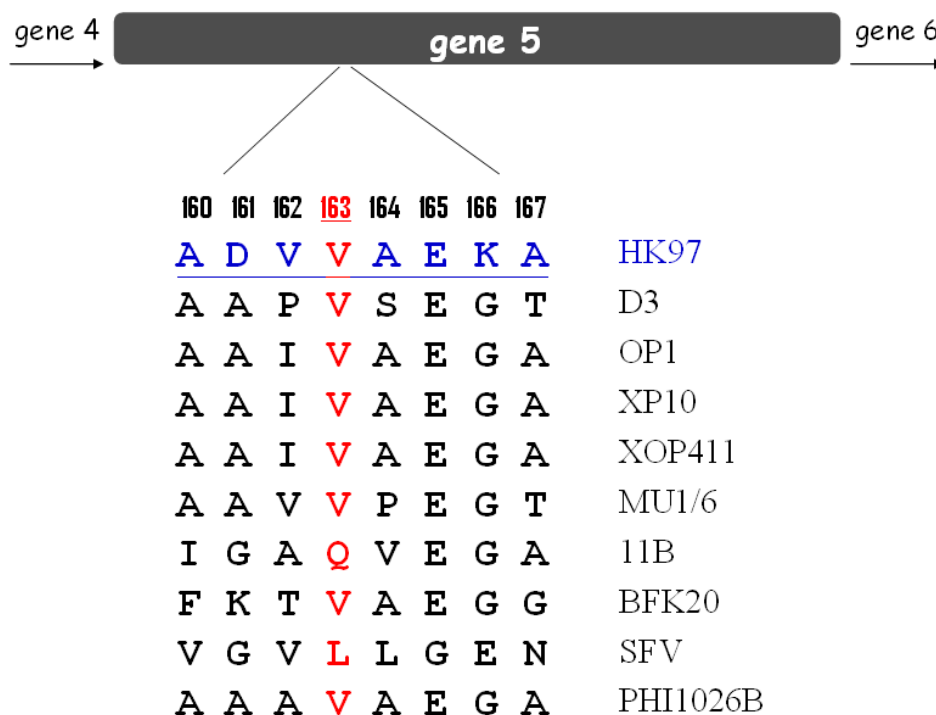 gene 4 gene 5 gene 6
160 161 162 163 164 165 166 167
A D V V A E K A HK97
A A P V S E G T D3
A A I V A E G A OP1
A A I V A E G A XP10
A A I V A E G A XOP411
A A V V P E G T MU1/6
I G A Q V E G A 11B
F K T V A E G G BFK20
V G V L L G E N SFV
A A A V A E G A PHI1026B